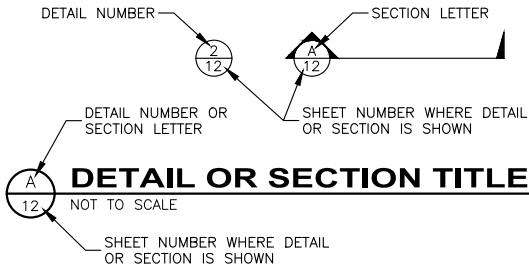 DETAIL NUMBER
SECTION LETTER
2
12
A
12
DETAIL NUMBER OR
SECTION LETTER
SHEET NUMBER WHERE DETAIL
OR SECTION IS SHOWN
A
12
DETAIL OR SECTION TITLE
NOT TO SCALE
SHEET NUMBER WHERE DETAIL
OR SECTION IS SHOWN